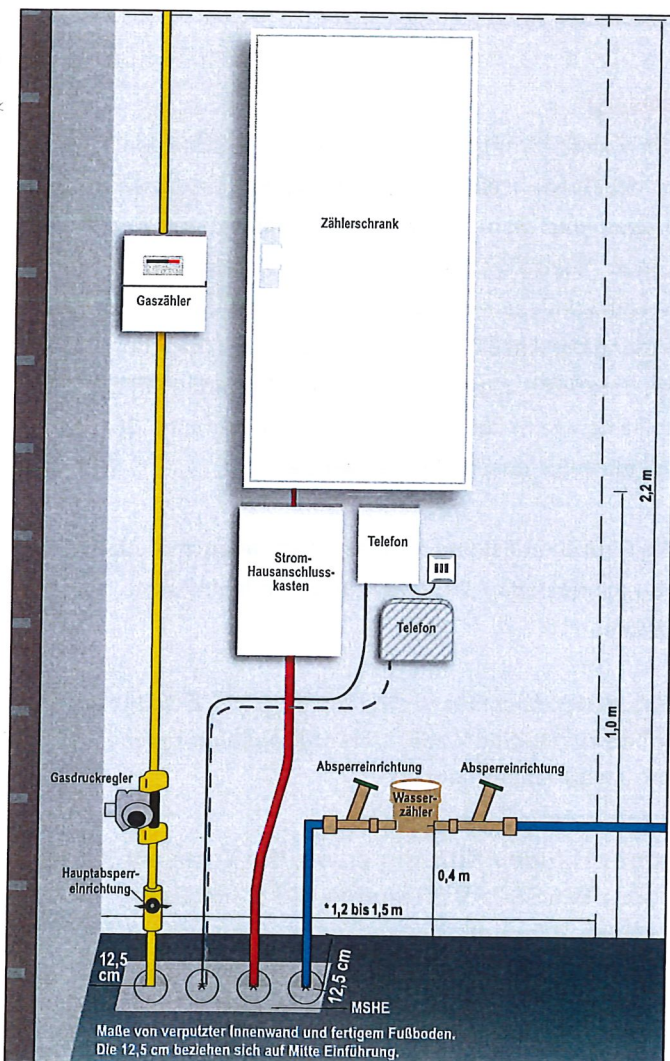 Zählerschrank
Gaszähler
2,2 m
Strom-
Hausanschluss-
kasten
Telefon
Telefon
1,0 m
Gasdruckregler
Absperreinrichtung
Absperreinrichtung
Wasser-
zähler
Hauptabsperr-
einrichtung
0,4 m
* 1,2 bis 1,5 m
12,5
cm
12,5 cm
MSHE
Maße von verputzter Innenwand und fertigem Fußboden.
Die 12,5 cm beziehen sich auf Mitte Einführung.